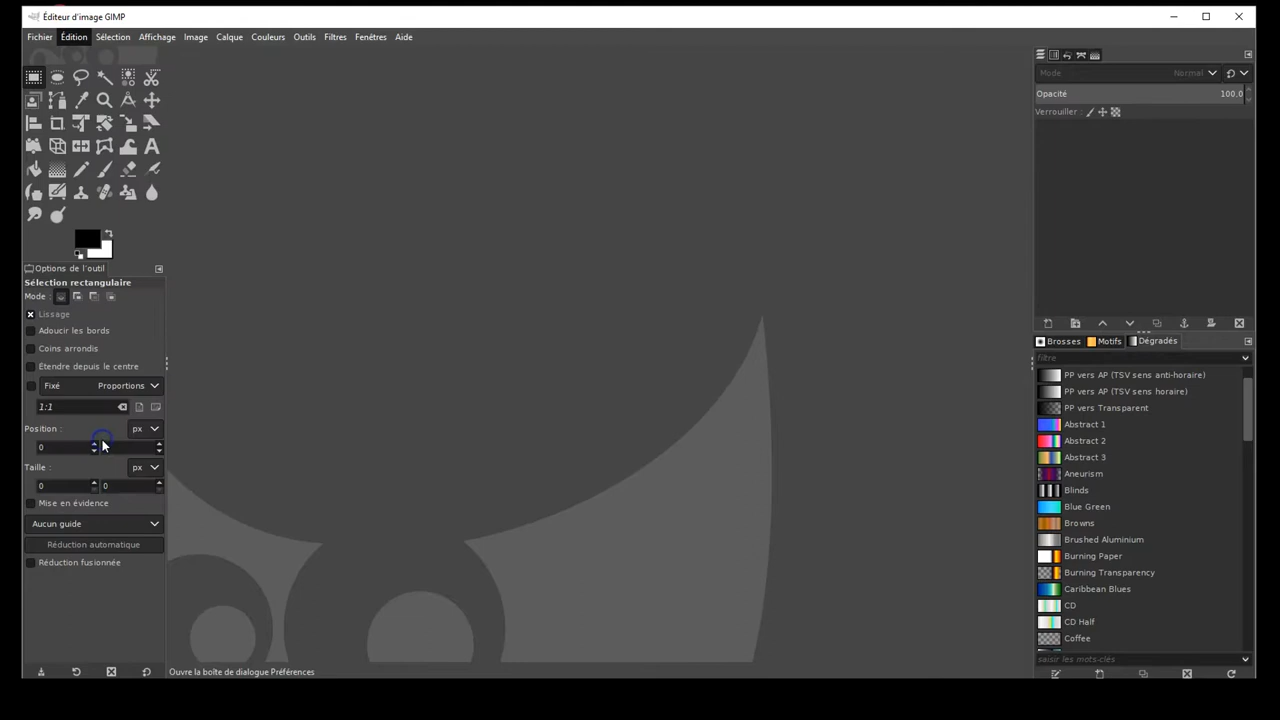 Éditeur d'image GIMP
Fichier Édition Sélection Affichage Image Calque Couleurs Outils Filtres Fenêtres Aide
Mode Normal
Opacité 100,0
Verrouiller :
Options de l'outil
Sélection rectangulaire
Mode :
Lissage
Adoucir les bords
Coins arrondis
Étendre depuis le centre
Fixé Proportions
1:1
Position : px
0
Taille : px
0 0
Mise en évidence
Aucun guide
Réduction automatique
Réduction fusionnée
Ouvre la boîte de dialogue Préférences
Brosses Motifs Dégradés
filtre
PP vers AP (TSV sens anti-horaire)
PP vers AP (TSV sens horaire)
PP vers Transparent
Abstract 1
Abstract 2
Abstract 3
Aneurism
Blinds
Blue Green
Browns
Brushed Aluminium
Burning Paper
Burning Transparency
Caribbean Blues
CD
CD Half
Coffee
saisir les mots-clés